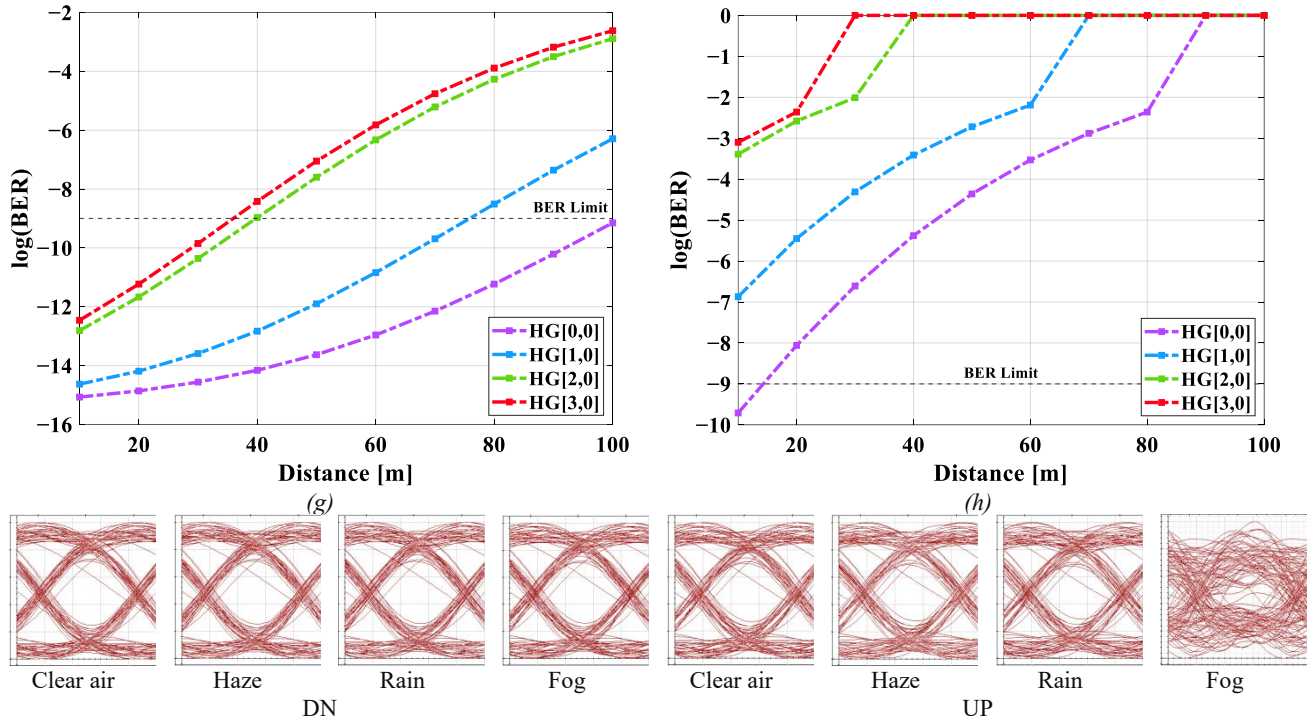 log(BER)
−2
−4
−6
−8
−10
−12
−14
−16
BER Limit
HG[0,0]
HG[1,0]
HG[2,0]
HG[3,0]
20
40
60
80
100
Distance [m]
(g)
log(BER)
0
−1
−2
−3
−4
−5
−6
−7
−8
−9
−10
BER Limit
HG[0,0]
HG[1,0]
HG[2,0]
HG[3,0]
20
40
60
80
100
Distance [m]
(h)
Clear air
Haze
Rain
Fog
Clear air
Haze
Rain
Fog
DN
UP